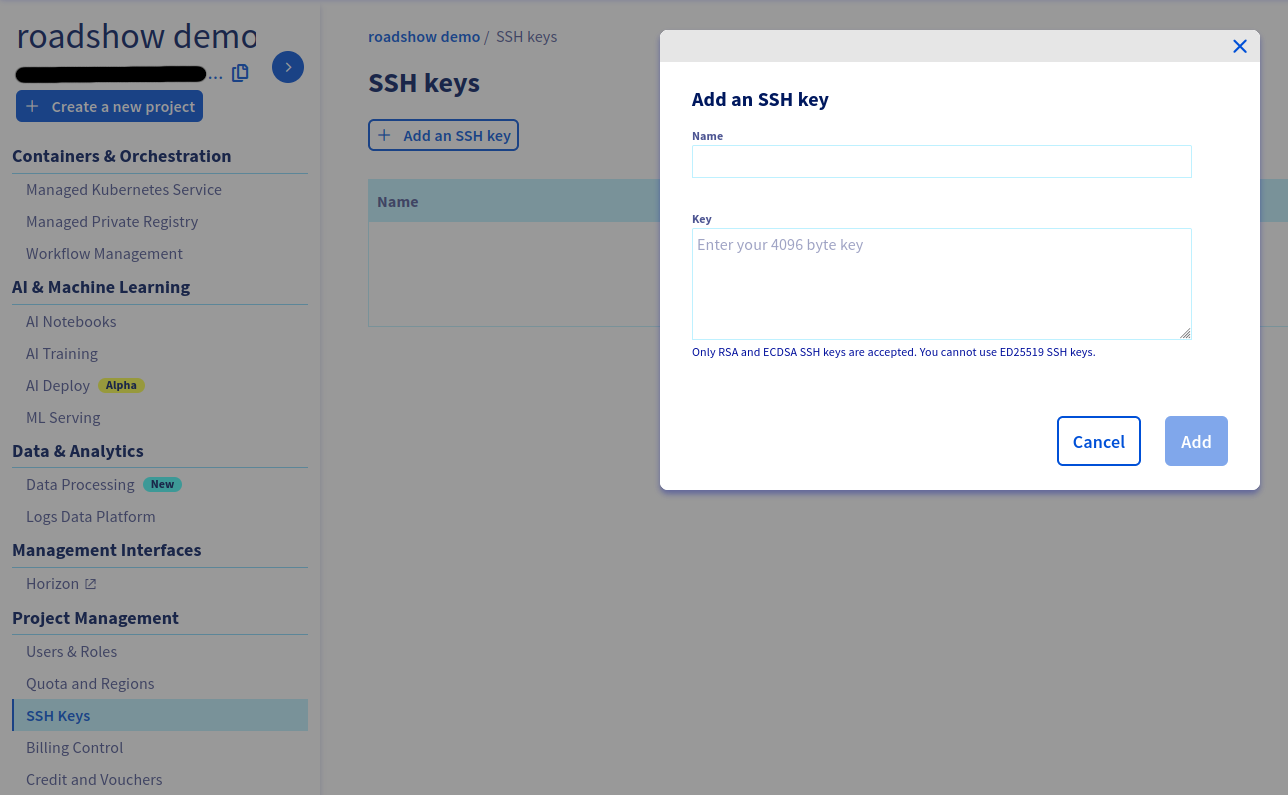 roadshow demo
...
Create a new project
Containers & Orchestration
Managed Kubernetes Service
Managed Private Registry
Workflow Management
AI & Machine Learning
AI Notebooks
AI Training
AI Deploy Alpha
ML Serving
Data & Analytics
Data Processing New
Logs Data Platform
Management Interfaces
Horizon
Project Management
Users & Roles
Quota and Regions
SSH Keys
Billing Control
Credit and Vouchers
roadshow demo / SSH keys
SSH keys
Add an SSH key
Name
Add an SSH key
Name
Key
Enter your 4096 byte key
Only RSA and ECDSA SSH keys are accepted. You cannot use ED25519 SSH keys.
Cancel
Add